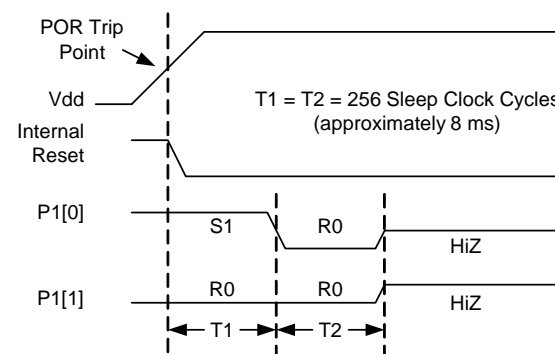 POR Trip
Point
Vdd
T1 = T2 = 256 Sleep Clock Cycles
(approximately 8 ms)
Internal
Reset
P1[0]
S1
R0
HiZ
P1[1]
R0
R0
HiZ
T1
T2